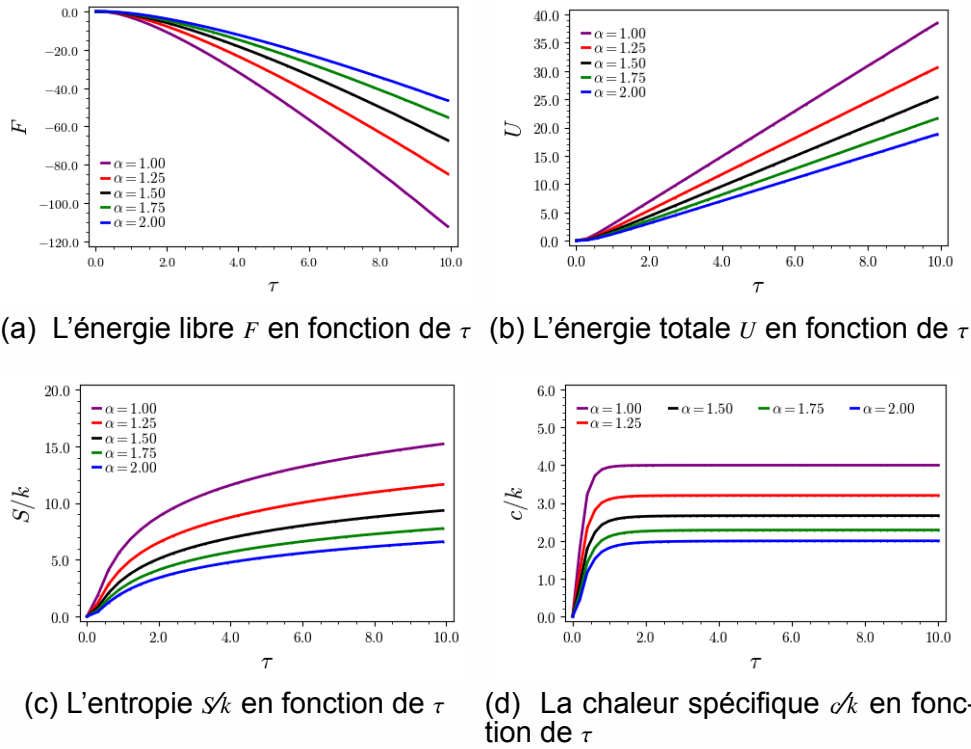 0.0
−20.0
−40.0
−60.0
−80.0
−100.0
−120.0
F
α = 1.00
α = 1.25
α = 1.50
α = 1.75
α = 2.00
0.0 2.0 4.0 6.0 8.0 10.0
τ
40.0
35.0
30.0
25.0
20.0
15.0
10.0
5.0
0.0
U
α = 1.00
α = 1.25
α = 1.50
α = 1.75
α = 2.00
0.0 2.0 4.0 6.0 8.0 10.0
τ
(a) L'énergie libre F en fonction de τ
(b) L'énergie totale U en fonction de τ
20.0
15.0
10.0
5.0
0.0
S/k
α = 1.00
α = 1.25
α = 1.50
α = 1.75
α = 2.00
0.0 2.0 4.0 6.0 8.0 10.0
τ
6.0
5.0
4.0
3.0
2.0
1.0
0.0
c/k
α = 1.00 α = 1.50 α = 1.75 α = 2.00
α = 1.25
0.0 2.0 4.0 6.0 8.0 10.0
τ
(c) L'entropie S/k en fonction de τ
(d) La chaleur spécifique c/k en fonc-
tion de τ